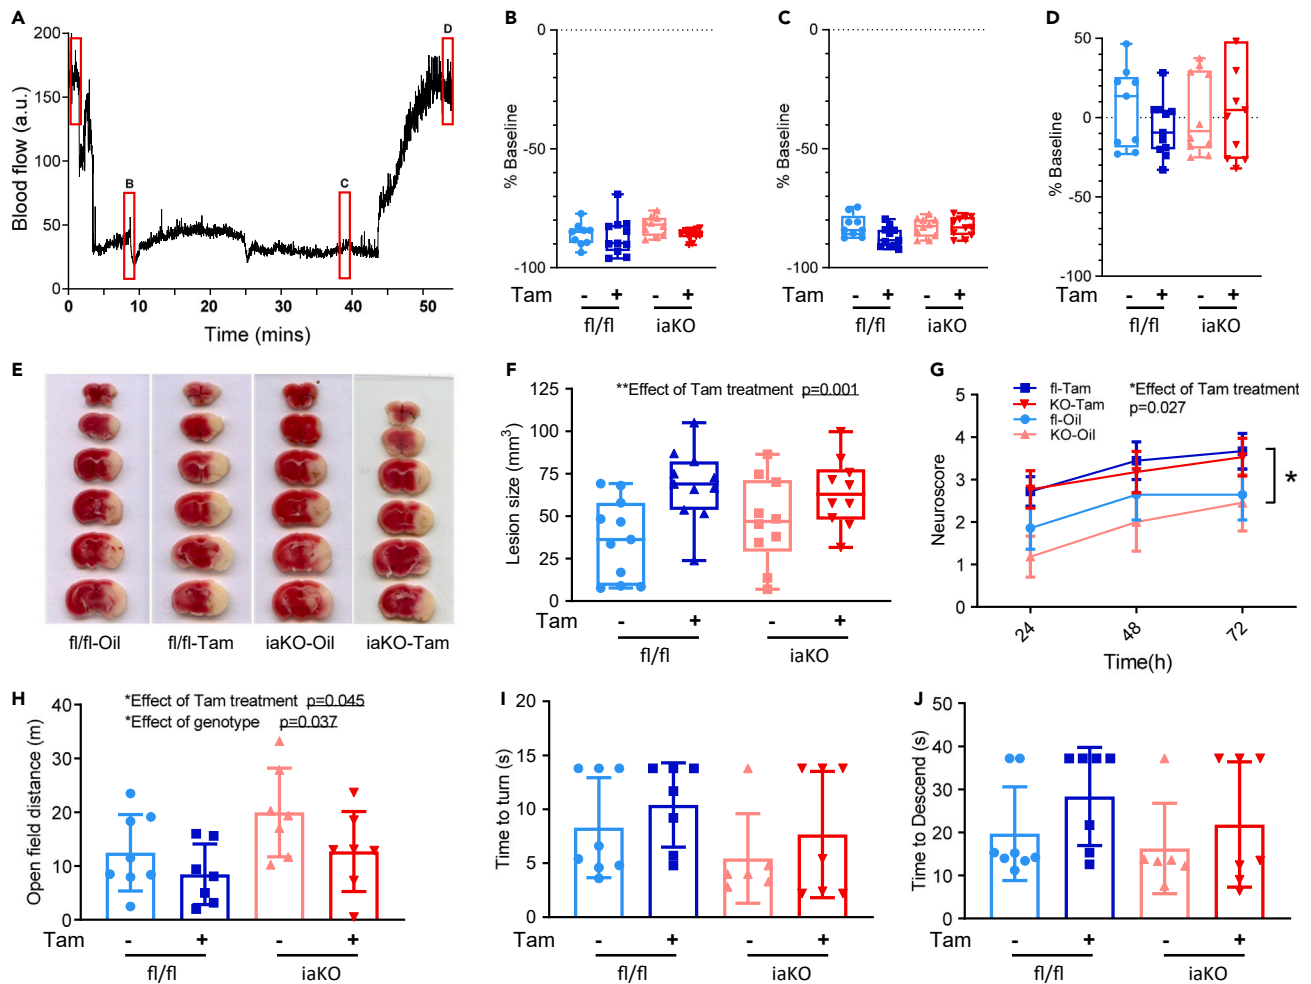 A
Blood flow (a.u.)
200
150
100
50
0
B
C
D
0
10
20
30
40
50
Time (mins)
B
% Baseline
0
-50
-100
Tam
-
+
-
+
fl/fl
iaKO
C
% Baseline
0
-50
-100
-
+
-
+
fl/fl
iaKO
D
% Baseline
50
0
-50
-100
Tam
-
+
-
+
fl/fl
iaKO
E
fl/fl-Oil
fl/fl-Tam
iaKO-Oil
iaKO-Tam
F
**Effect of Tam treatment p=0.001
Lesion size (mm³)
125
100
75
50
25
0
Tam
-
+
-
+
fl/fl
iaKO
G
fl-Tam
KO-Tam
fl-Oil
KO-Oil
*Effect of Tam treatment
p=0.027
Neuroscore
5
4
3
2
1
0
*
24
48
72
Time(h)
H
*Effect of Tam treatment p=0.045
*Effect of genotype p=0.037
Open field distance (m)
40
30
20
10
0
Tam
-
+
-
+
fl/fl
iaKO
I
Time to turn (s)
20
15
10
5
0
Tam
-
+
-
+
fl/fl
iaKO
J
Time to Descend (s)
50
40
30
20
10
0
Tam
-
+
-
+
fl/fl
iaKO